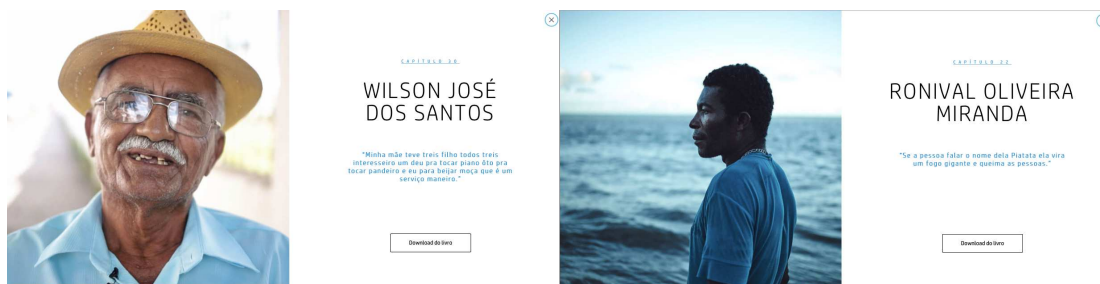 CAPÍTULO 20
WILSON JOSÉ
DOS SANTOS
"Minha mãe teve treis filho todos treis
interesseiro um deu pra tocar piano ôto pra
tocar pandeiro e eu para beijar moça que é um
serviço maneiro."
Download do livro
CAPÍTULO 22
RONIVAL OLIVEIRA
MIRANDA
"Se a pessoa falar o nome dela Piatata ela vira
um fogo gigante e queima as pessoas."
Download do livro